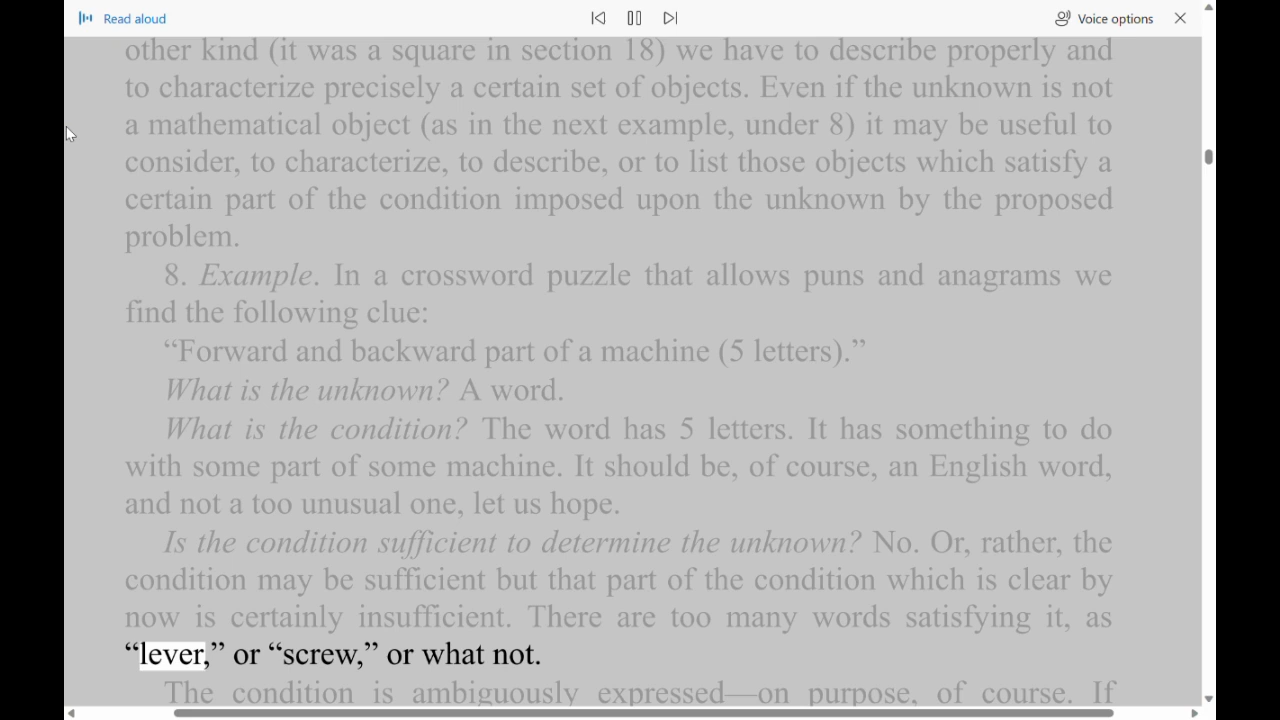 Read aloud
Voice options
other kind (it was a square in section 18) we have to describe properly and
to characterize precisely a certain set of objects. Even if the unknown is not
a mathematical object (as in the next example, under 8) it may be useful to
consider, to characterize, to describe, or to list those objects which satisfy a
certain part of the condition imposed upon the unknown by the proposed
problem.
8. Example. In a crossword puzzle that allows puns and anagrams we
find the following clue:
“Forward and backward part of a machine (5 letters).”
What is the unknown? A word.
What is the condition? The word has 5 letters. It has something to do
with some part of some machine. It should be, of course, an English word,
and not a too unusual one, let us hope.
Is the condition sufficient to determine the unknown? No. Or, rather, the
condition may be sufficient but that part of the condition which is clear by
now is certainly insufficient. There are too many words satisfying it, as
“lever,” or “screw,” or what not.
The condition is ambiguously expressed—on purpose, of course. If